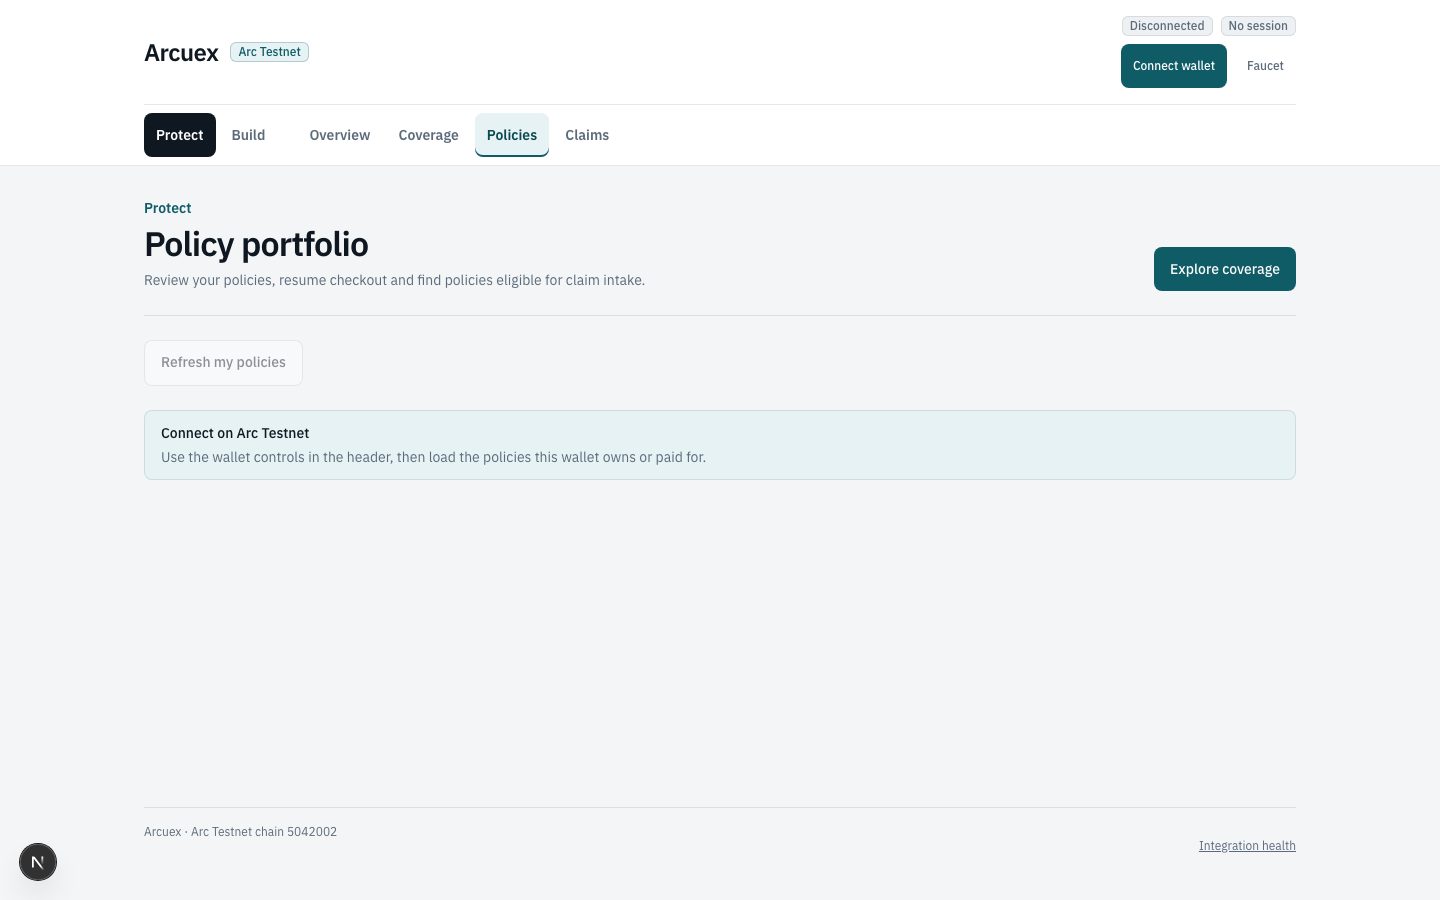 Disconnected No session
Arcuex Arc Testnet
Connect wallet Faucet
Protect Build Overview Coverage Policies Claims
Protect
Policy portfolio
Review your policies, resume checkout and find policies eligible for claim intake.
Explore coverage
Refresh my policies
Connect on Arc Testnet
Use the wallet controls in the header, then load the policies this wallet owns or paid for.
Arcuex · Arc Testnet chain 5042002
Integration health
N